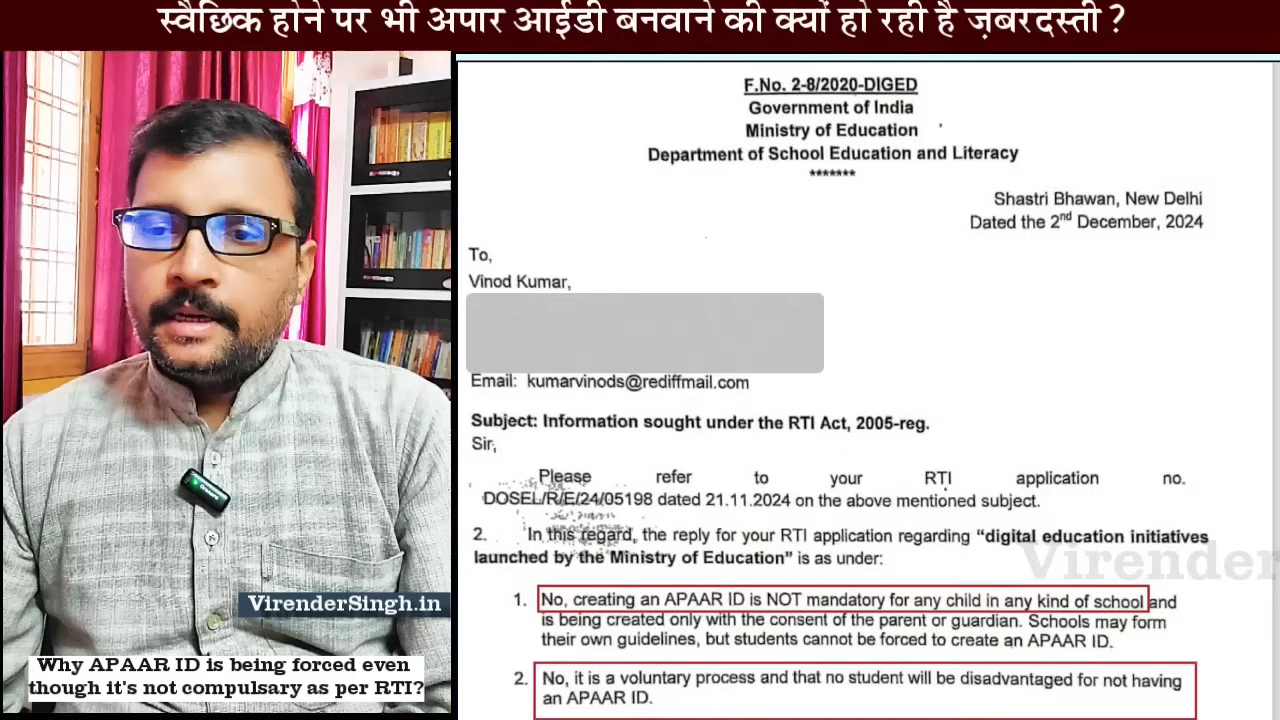 स्वैछिक होने पर भी अपार आईडी बनवाने की क्यों हो रही है ज़बरदस्ती ?
F.No. 2-8/2020-DIGED
Government of India
Ministry of Education
Department of School Education and Literacy
*******
Shastri Bhawan, New Delhi
Dated the 2nd December, 2024
To,
Vinod Kumar,
Email: kumarvinods@rediffmail.com
Subject: Information sought under the RTI Act, 2005-reg.
Sir,
Please refer to your RTI application no.
DOSEL/R/E/24/05198 dated 21.11.2024 on the above mentioned subject.
2. In this regard, the reply for your RTI application regarding “digital education initiatives
launched by the Ministry of Education” is as under:
Virender
1. No, creating an APAAR ID is NOT mandatory for any child in any kind of school and
is being created only with the consent of the parent or guardian. Schools may form
their own guidelines, but students cannot be forced to create an APAAR ID.
2. No, it is a voluntary process and that no student will be disadvantaged for not having
an APAAR ID.
VirenderSingh.in
Why APAAR ID is being forced even
though it's not compulsary as per RTI?